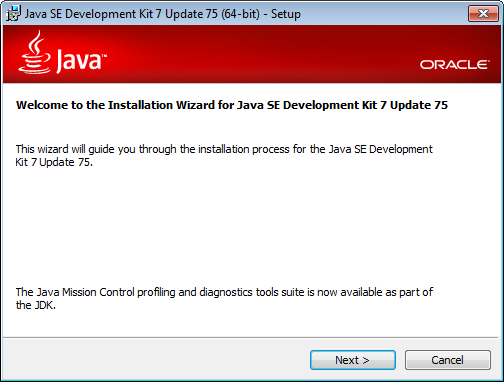 Java SE Development Kit 7 Update 75 (64-bit) - Setup
Java™
ORACLE®
Welcome to the Installation Wizard for Java SE Development Kit 7 Update 75
This wizard will guide you through the installation process for the Java SE Development
Kit 7 Update 75.
The Java Mission Control profiling and diagnostics tools suite is now available as part of
the JDK.
Next >
Cancel